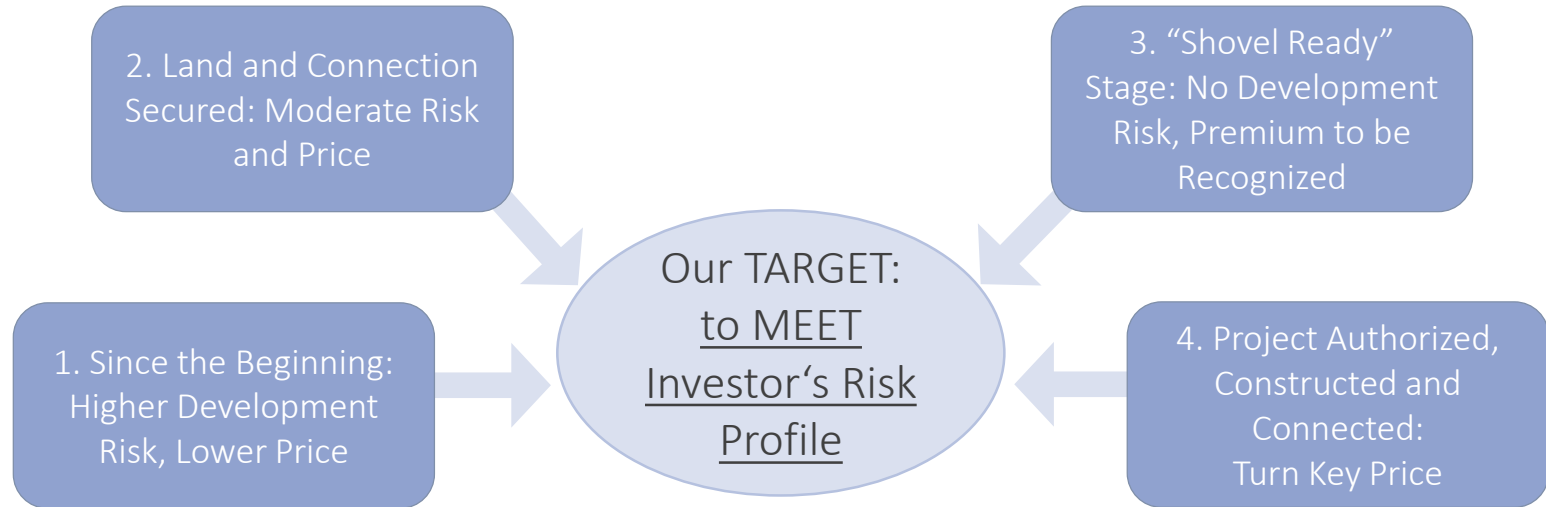 2. Land and Connection
Secured: Moderate Risk
and Price
3. “Shovel Ready”
Stage: No Development
Risk, Premium to be
Recognized
Our TARGET:
to MEET
Investor‘s Risk
Profile
1. Since the Beginning:
Higher Development
Risk, Lower Price
4. Project Authorized,
Constructed and
Connected:
Turn Key Price